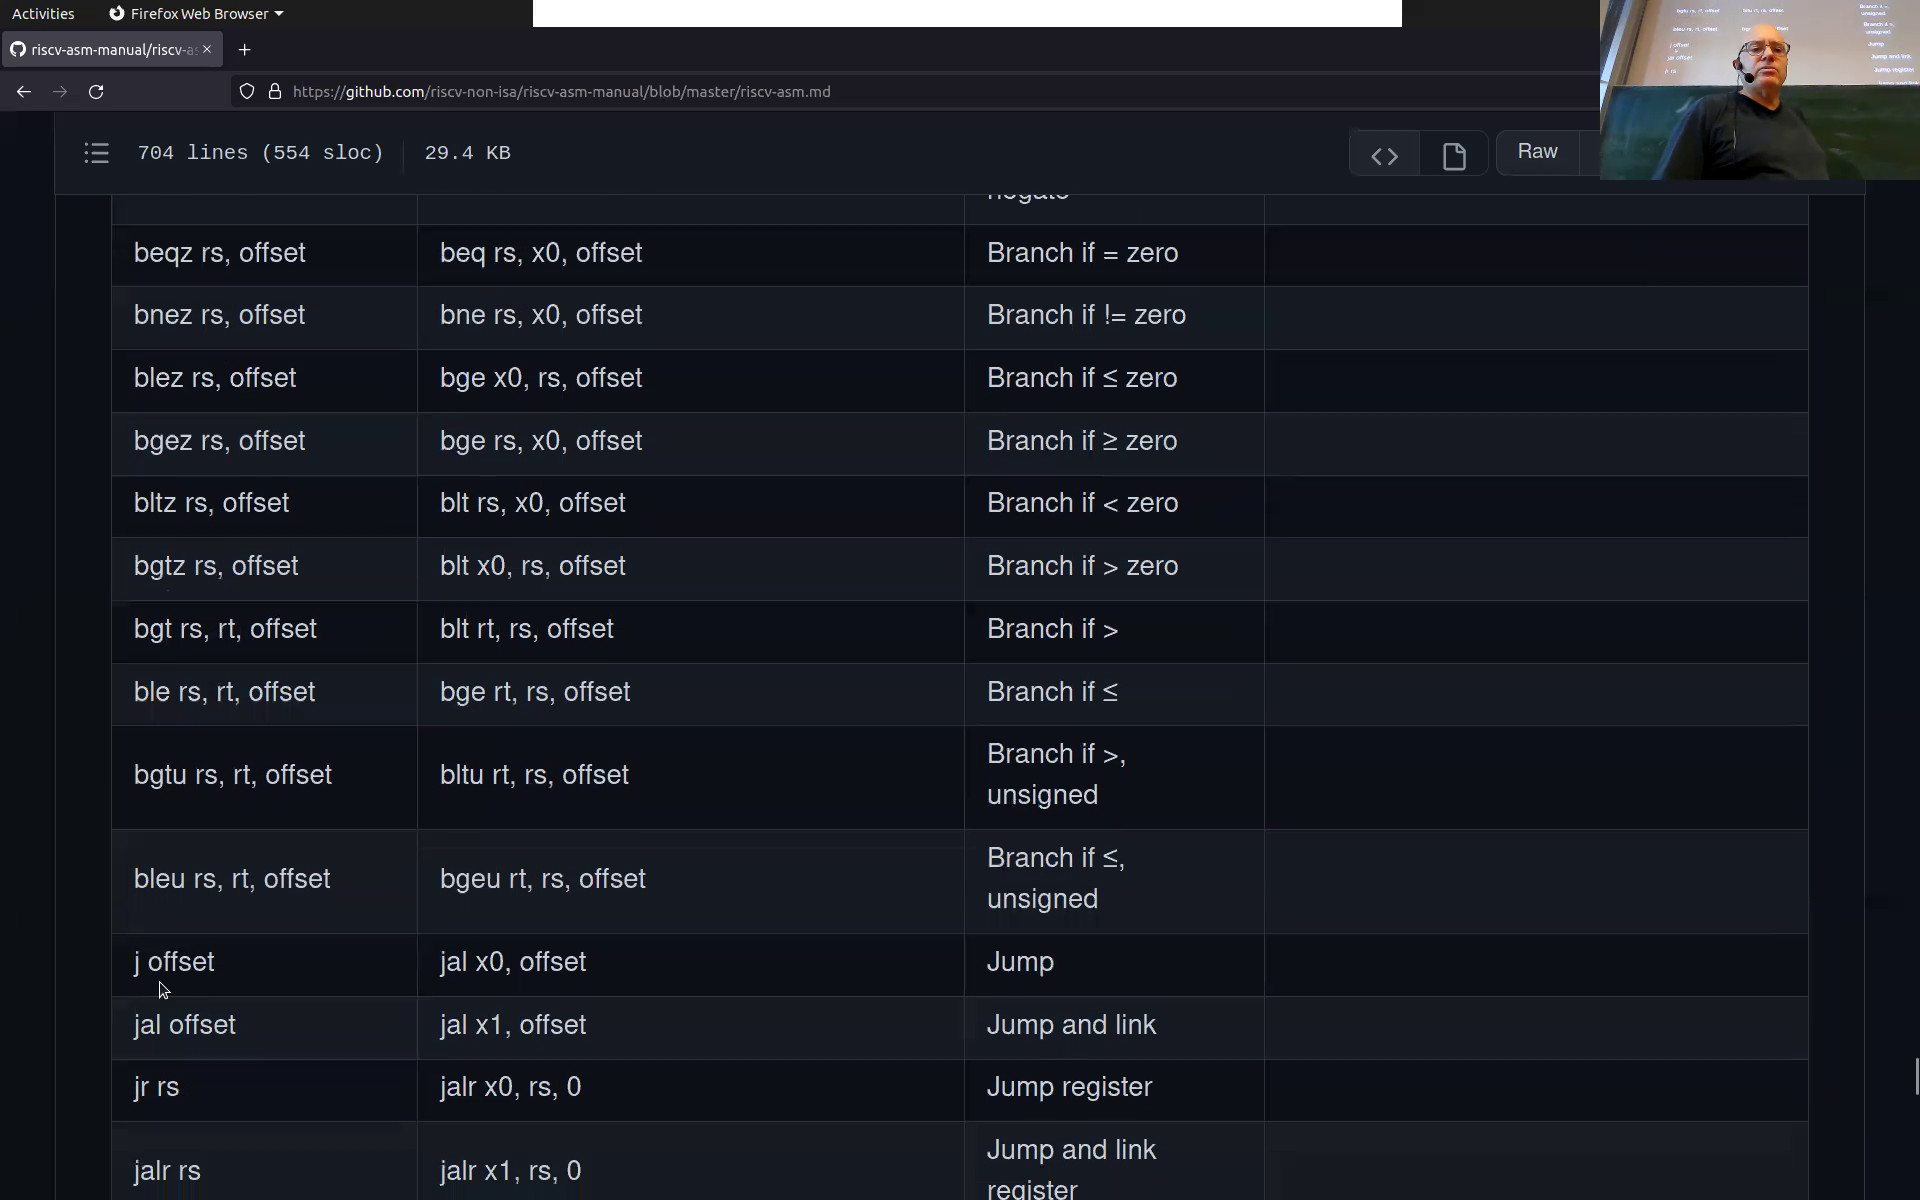 Activities Firefox Web Browser
riscv-asm-manual/riscv-as
https://github.com/riscv-non-isa/riscv-asm-manual/blob/master/riscv-asm.md
704 lines (554 sloc) 29.4 KB Raw
negate
beqz rs, offset beq rs, x0, offset Branch if = zero
bnez rs, offset bne rs, x0, offset Branch if != zero
blez rs, offset bge x0, rs, offset Branch if ≤ zero
bgez rs, offset bge rs, x0, offset Branch if ≥ zero
bltz rs, offset blt rs, x0, offset Branch if < zero
bgtz rs, offset blt x0, rs, offset Branch if > zero
bgt rs, rt, offset blt rt, rs, offset Branch if >
ble rs, rt, offset bge rt, rs, offset Branch if ≤
bgtu rs, rt, offset bltu rt, rs, offset Branch if >,
unsigned
bleu rs, rt, offset bgeu rt, rs, offset Branch if ≤,
unsigned
j offset jal x0, offset Jump
jal offset jal x1, offset Jump and link
jr rs jalr x0, rs, 0 Jump register
jalr rs jalr x1, rs, 0 Jump and link
register